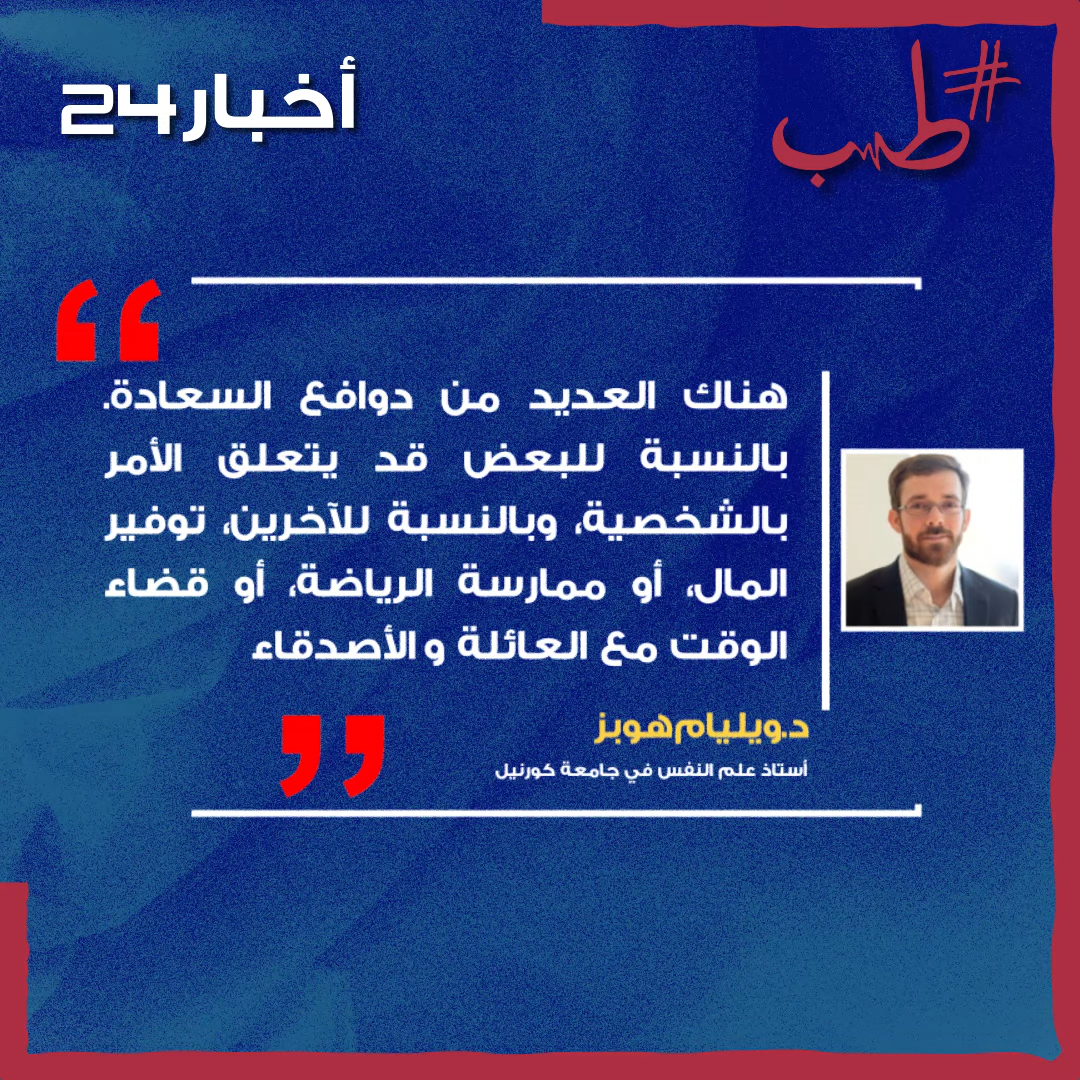 #طب
أخبار24
هناك العديد من دوافع السعادة.
بالنسبة للبعض قد يتعلق الأمر
بالشخصية، وبالنسبة للآخرين، توفير
المال، أو ممارسة الرياضة، أو قضاء
الوقت مع العائلة و الأصدقاء
د.ويليام هوبز
أستاذ علم النفس في جامعة كورنيل